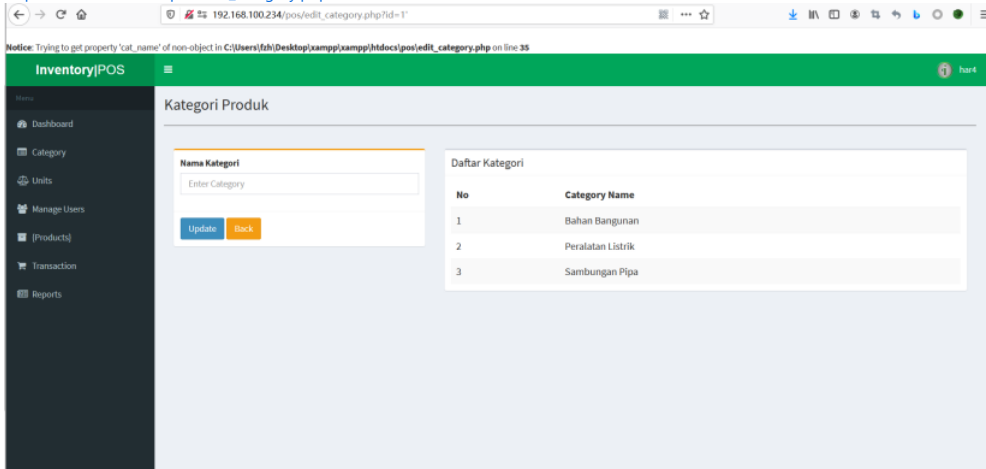 192.168.100.234/pos/edit_category.php?id=1'
Notice: Trying to get property 'cat_name' of non-object in C:\Users\fzh\Desktop\xampp\xampp\htdocs\pos\edit_category.php on line 35
Inventory|POS
har4
Menu
Dashboard
Category
Units
Manage Users
[Products]
Transaction
Reports
Kategori Produk
Nama Kategori
Enter Category
Update
Back
Daftar Kategori
No Category Name
1 Bahan Bangunan
2 Peralatan Listrik
3 Sambungan Pipa